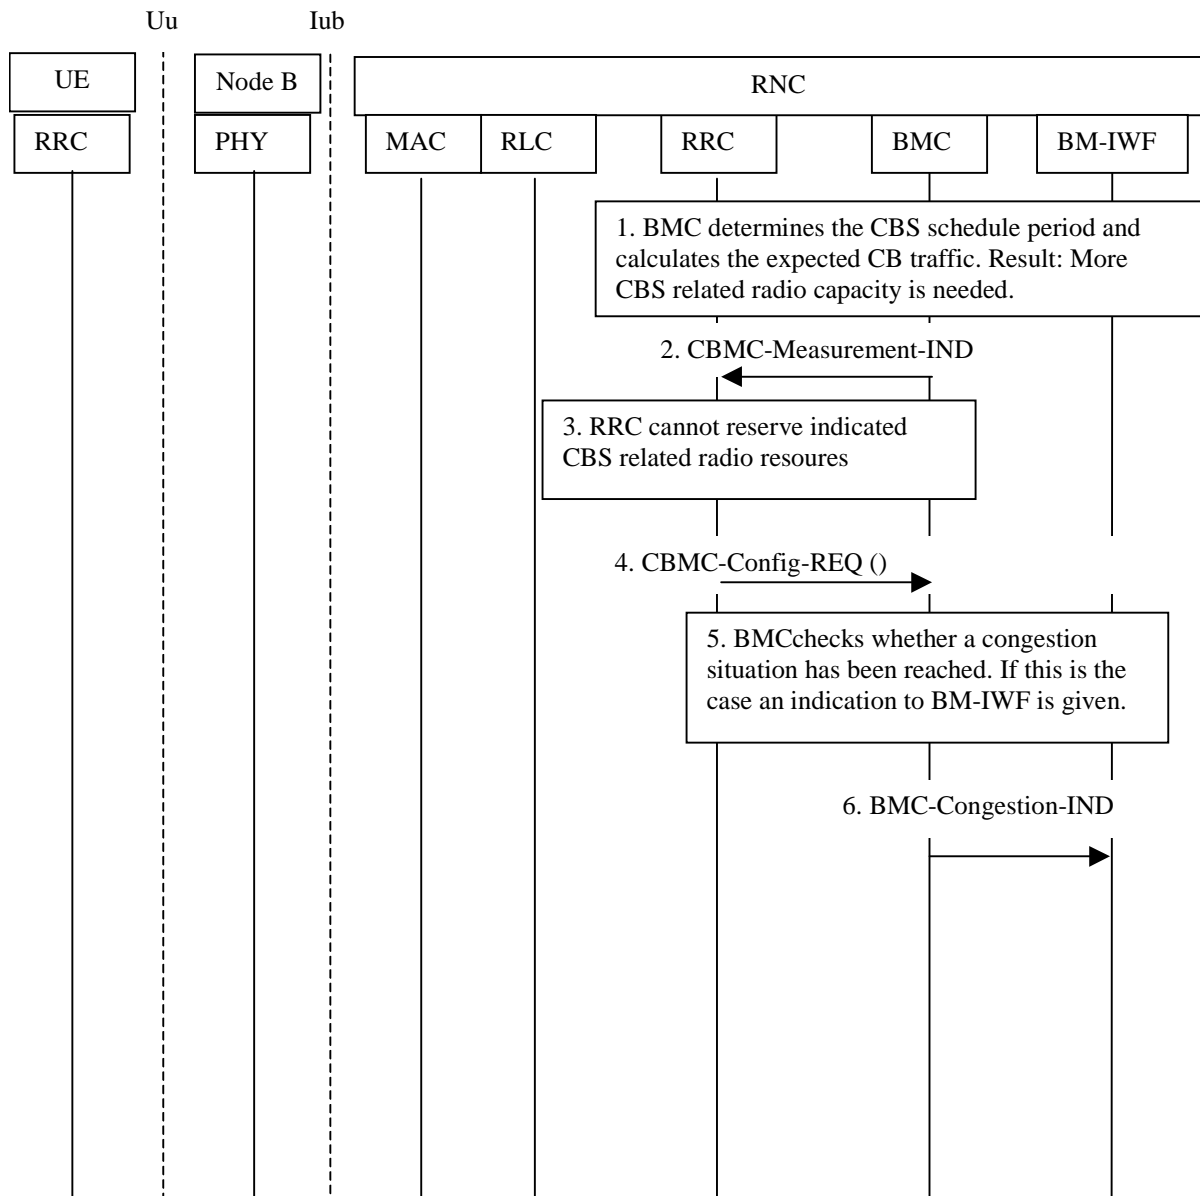 Uu
Iub
UE
Node B
RNC
RRC
PHY
MAC
RLC
RRC
BMC
BM-IWF
1. BMC determines the CBS schedule period and
calculates the expected CB traffic. Result: More
CBS related radio capacity is needed.
2. CBMC-Measurement-IND
3. RRC cannot reserve indicated
CBS related radio resoures
4. CBMC-Config-REQ ()
5. BMCchecks whether a congestion
situation has been reached. If this is the
case an indication to BM-IWF is given.
6. BMC-Congestion-IND